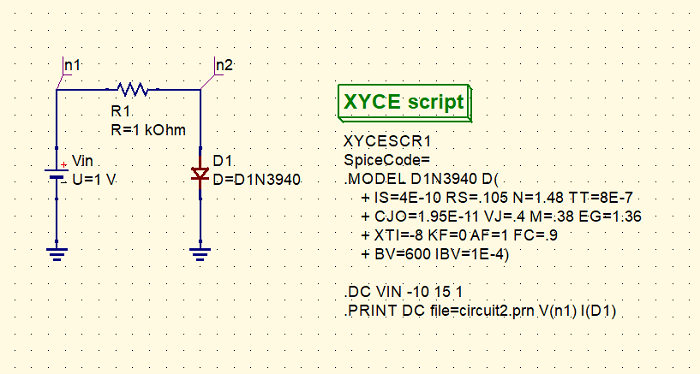 n1
n2
R1
R=1 kOhm
Vin
U=1 V
D1
D=D1N3940
XYCE script
XYCESCR1
SpiceCode=
.MODEL D1N3940 D(
+ IS=4E-10 RS=.105 N=1.48 TT=8E-7
+ CJO=1.95E-11 VJ=.4 M=.38 EG=1.36
+ XTI=-8 KF=0 AF=1 FC=.9
+ BV=600 IBV=1E-4)
.DC VIN -10 15 1
.PRINT DC file=circuit2.prn V(n1) I(D1)